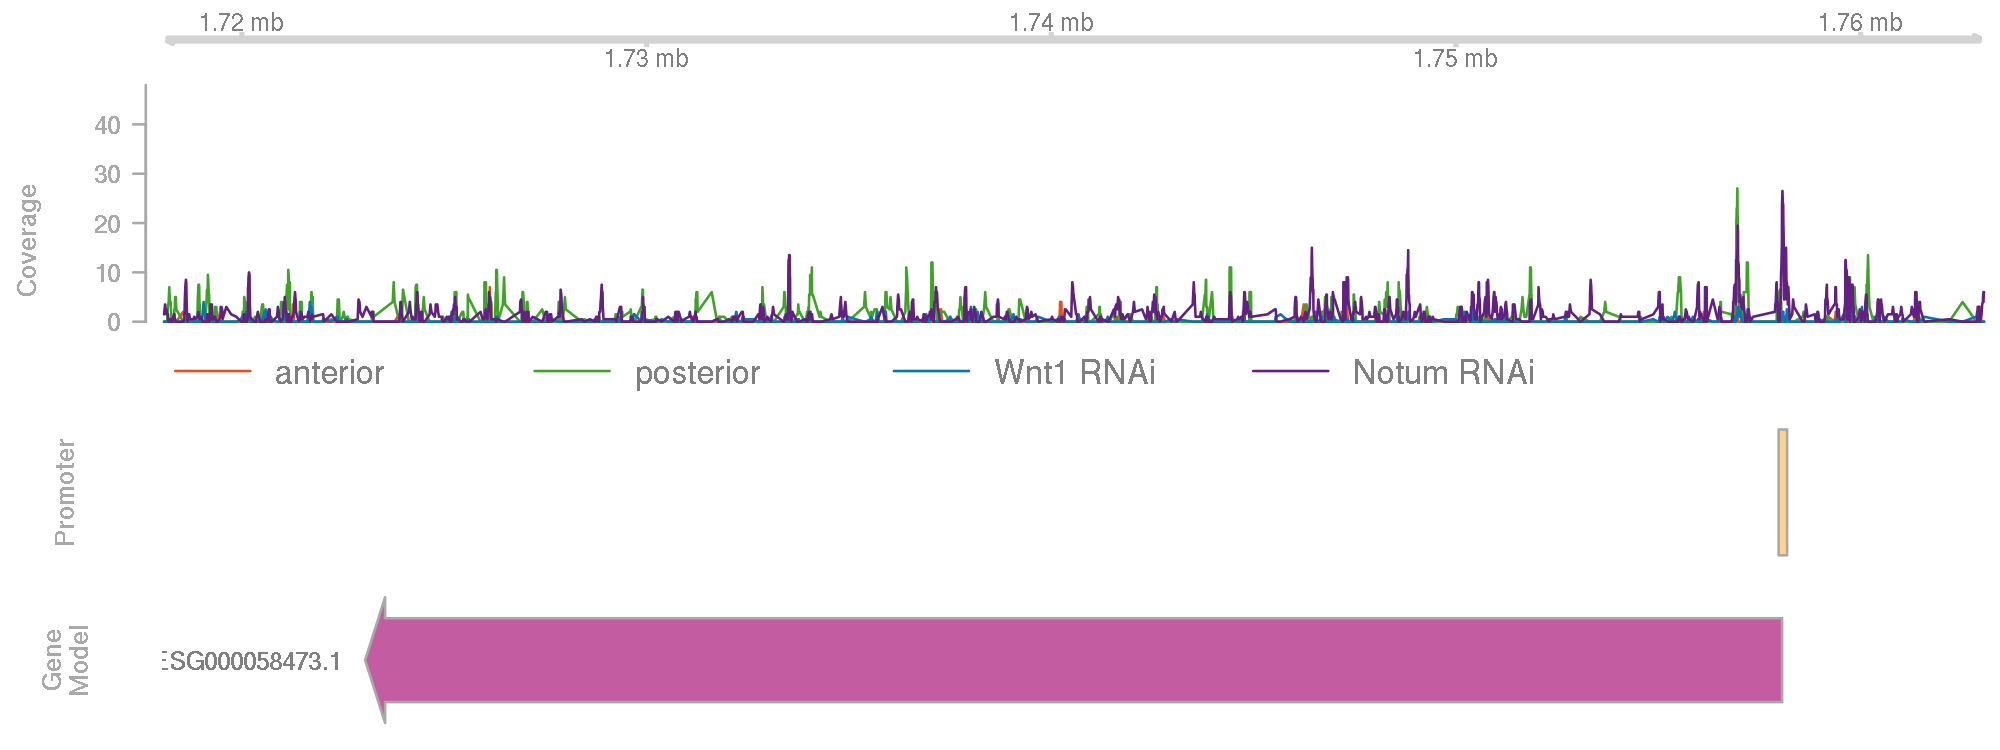 1.72 mb
1.74 mb
1.76 mb
1.73 mb
1.75 mb
Coverage
40
30
20
10
0
anterior
posterior
Wnt1 RNAi
Notum RNAi
Promoter
Gene
Model
ESG000058473.1